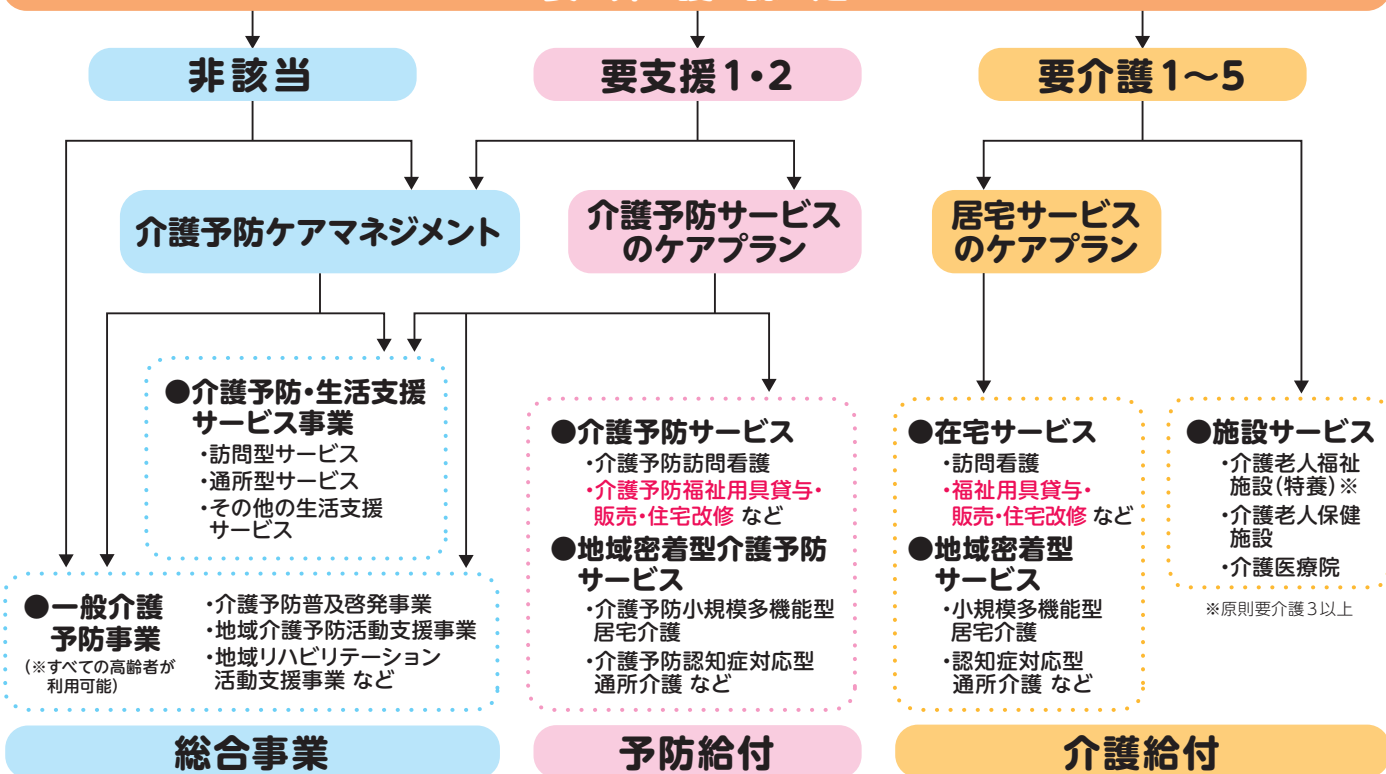 非該当
要支援1・2
要介護1〜5
介護予防ケアマネジメント
介護予防サービス
のケアプラン
居宅サービス
のケアプラン
●介護予防・生活支援
サービス事業
・訪問型サービス
・通所型サービス
・その他の生活支援
サービス
●一般介護
予防事業
(※すべての高齢者が
利用可能)
・介護予防普及啓発事業
・地域介護予防活動支援事業
・地域リハビリテーション
活動支援事業 など
●介護予防サービス
・介護予防訪問看護
・介護予防福祉用具貸与・
販売・住宅改修 など
●地域密着型介護予防
サービス
・介護予防小規模多機能型
居宅介護
・介護予防認知症対応型
通所介護 など
●在宅サービス
・訪問看護
・福祉用具貸与・
販売・住宅改修 など
●地域密着型
サービス
・小規模多機能型
居宅介護
・認知症対応型
通所介護 など
●施設サービス
・介護老人福祉
施設(特養)※
・介護老人保健
施設
・介護医療院
※原則要介護3以上
総合事業
予防給付
介護給付